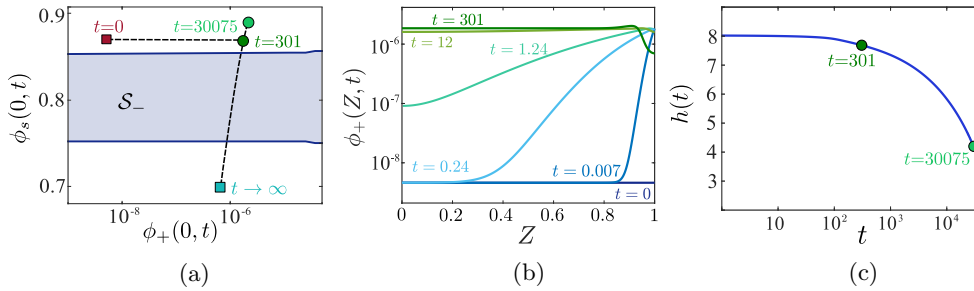 0.9
0.8
0.7
ϕₛ(0, t)
t=0
t=30075
t=301
𝒮₋
t → ∞
10⁻⁸
10⁻⁶
ϕ₊(0, t)
(a)
10⁻⁶
10⁻⁷
10⁻⁸
ϕ₊(Z, t)
t = 301
t = 12
t = 1.24
t = 0.24
t = 0.007
t = 0
0
0.2
0.4
0.6
0.8
1
Z
(b)
8
7
6
5
4
3
2
h(t)
t=301
t=30075
10
10²
10³
10⁴
t
(c)